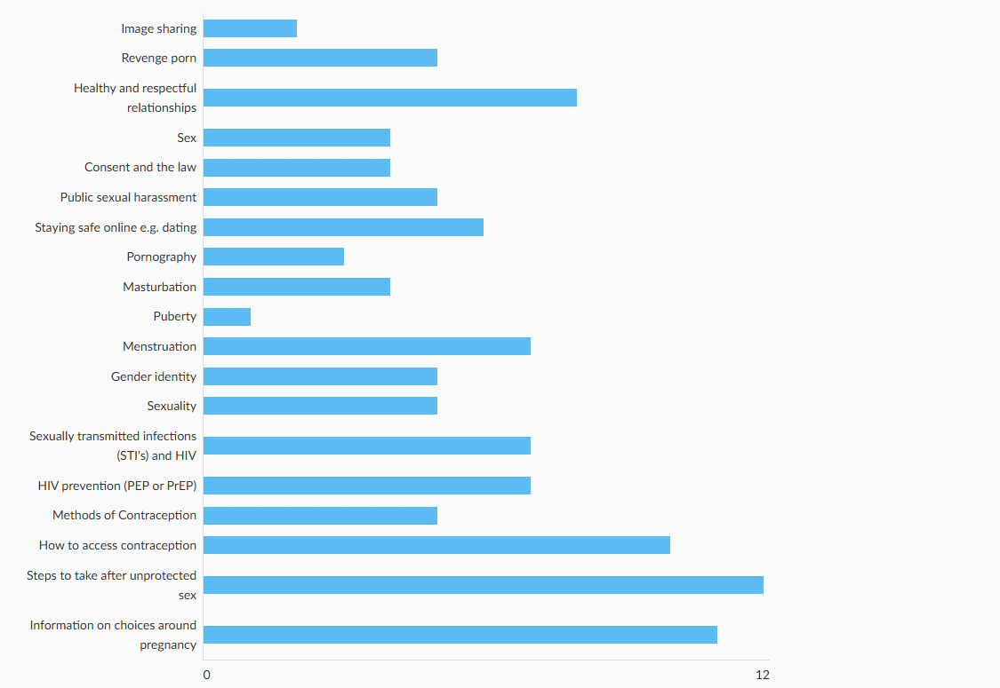 Image sharing
Revenge porn
Healthy and respectful
relationships
Sex
Consent and the law
Public sexual harassment
Staying safe online e.g. dating
Pornography
Masturbation
Puberty
Menstruation
Gender identity
Sexuality
Sexually transmitted infections
(STI's) and HIV
HIV prevention (PEP or PrEP)
Methods of Contraception
How to access contraception
Steps to take after unprotected
sex
Information on choices around
pregnancy
0 12